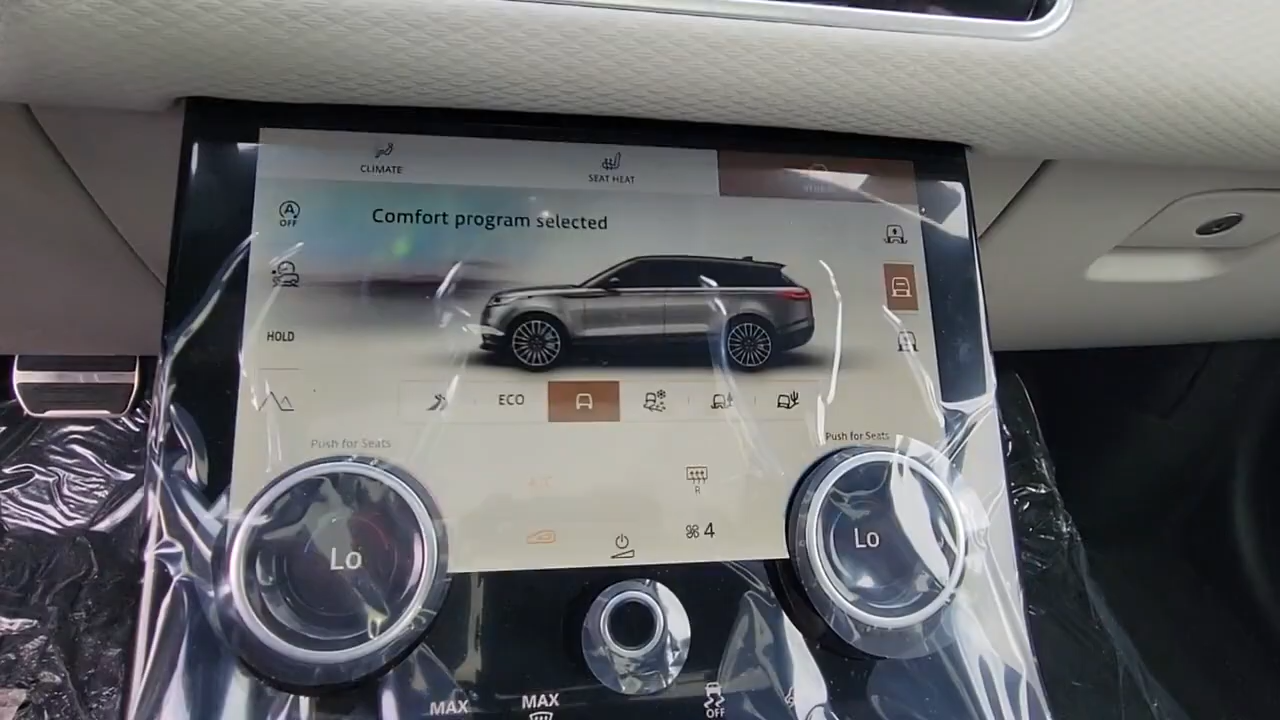 CLIMATE
SEAT HEAT
A
OFF
Comfort program selected
HOLD
ECO
Push for Seats
Push for Seats
R
4
Lo
Lo
MAX
MAX
OFF